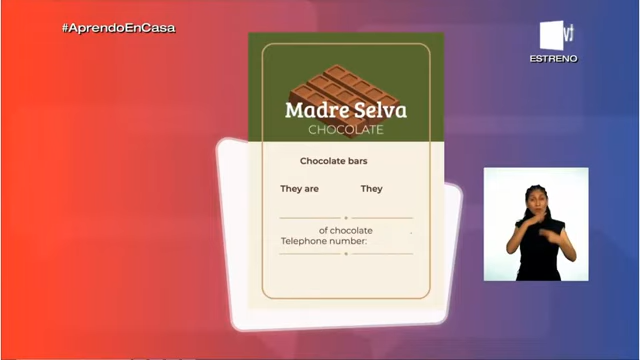 #AprendoEnCasa
ESTRENO
Madre Selva
CHOCOLATE
Chocolate bars
They are They
of chocolate .
Telephone number: